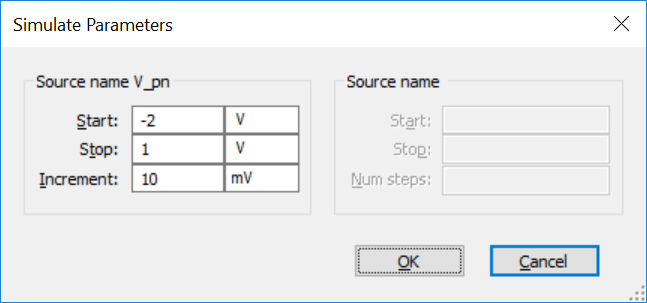 Simulate Parameters
Source name V_pn
Start: -2 V
Stop: 1 V
Increment: 10 mV
Source name
Start:
Stop:
Num steps:
OK Cancel